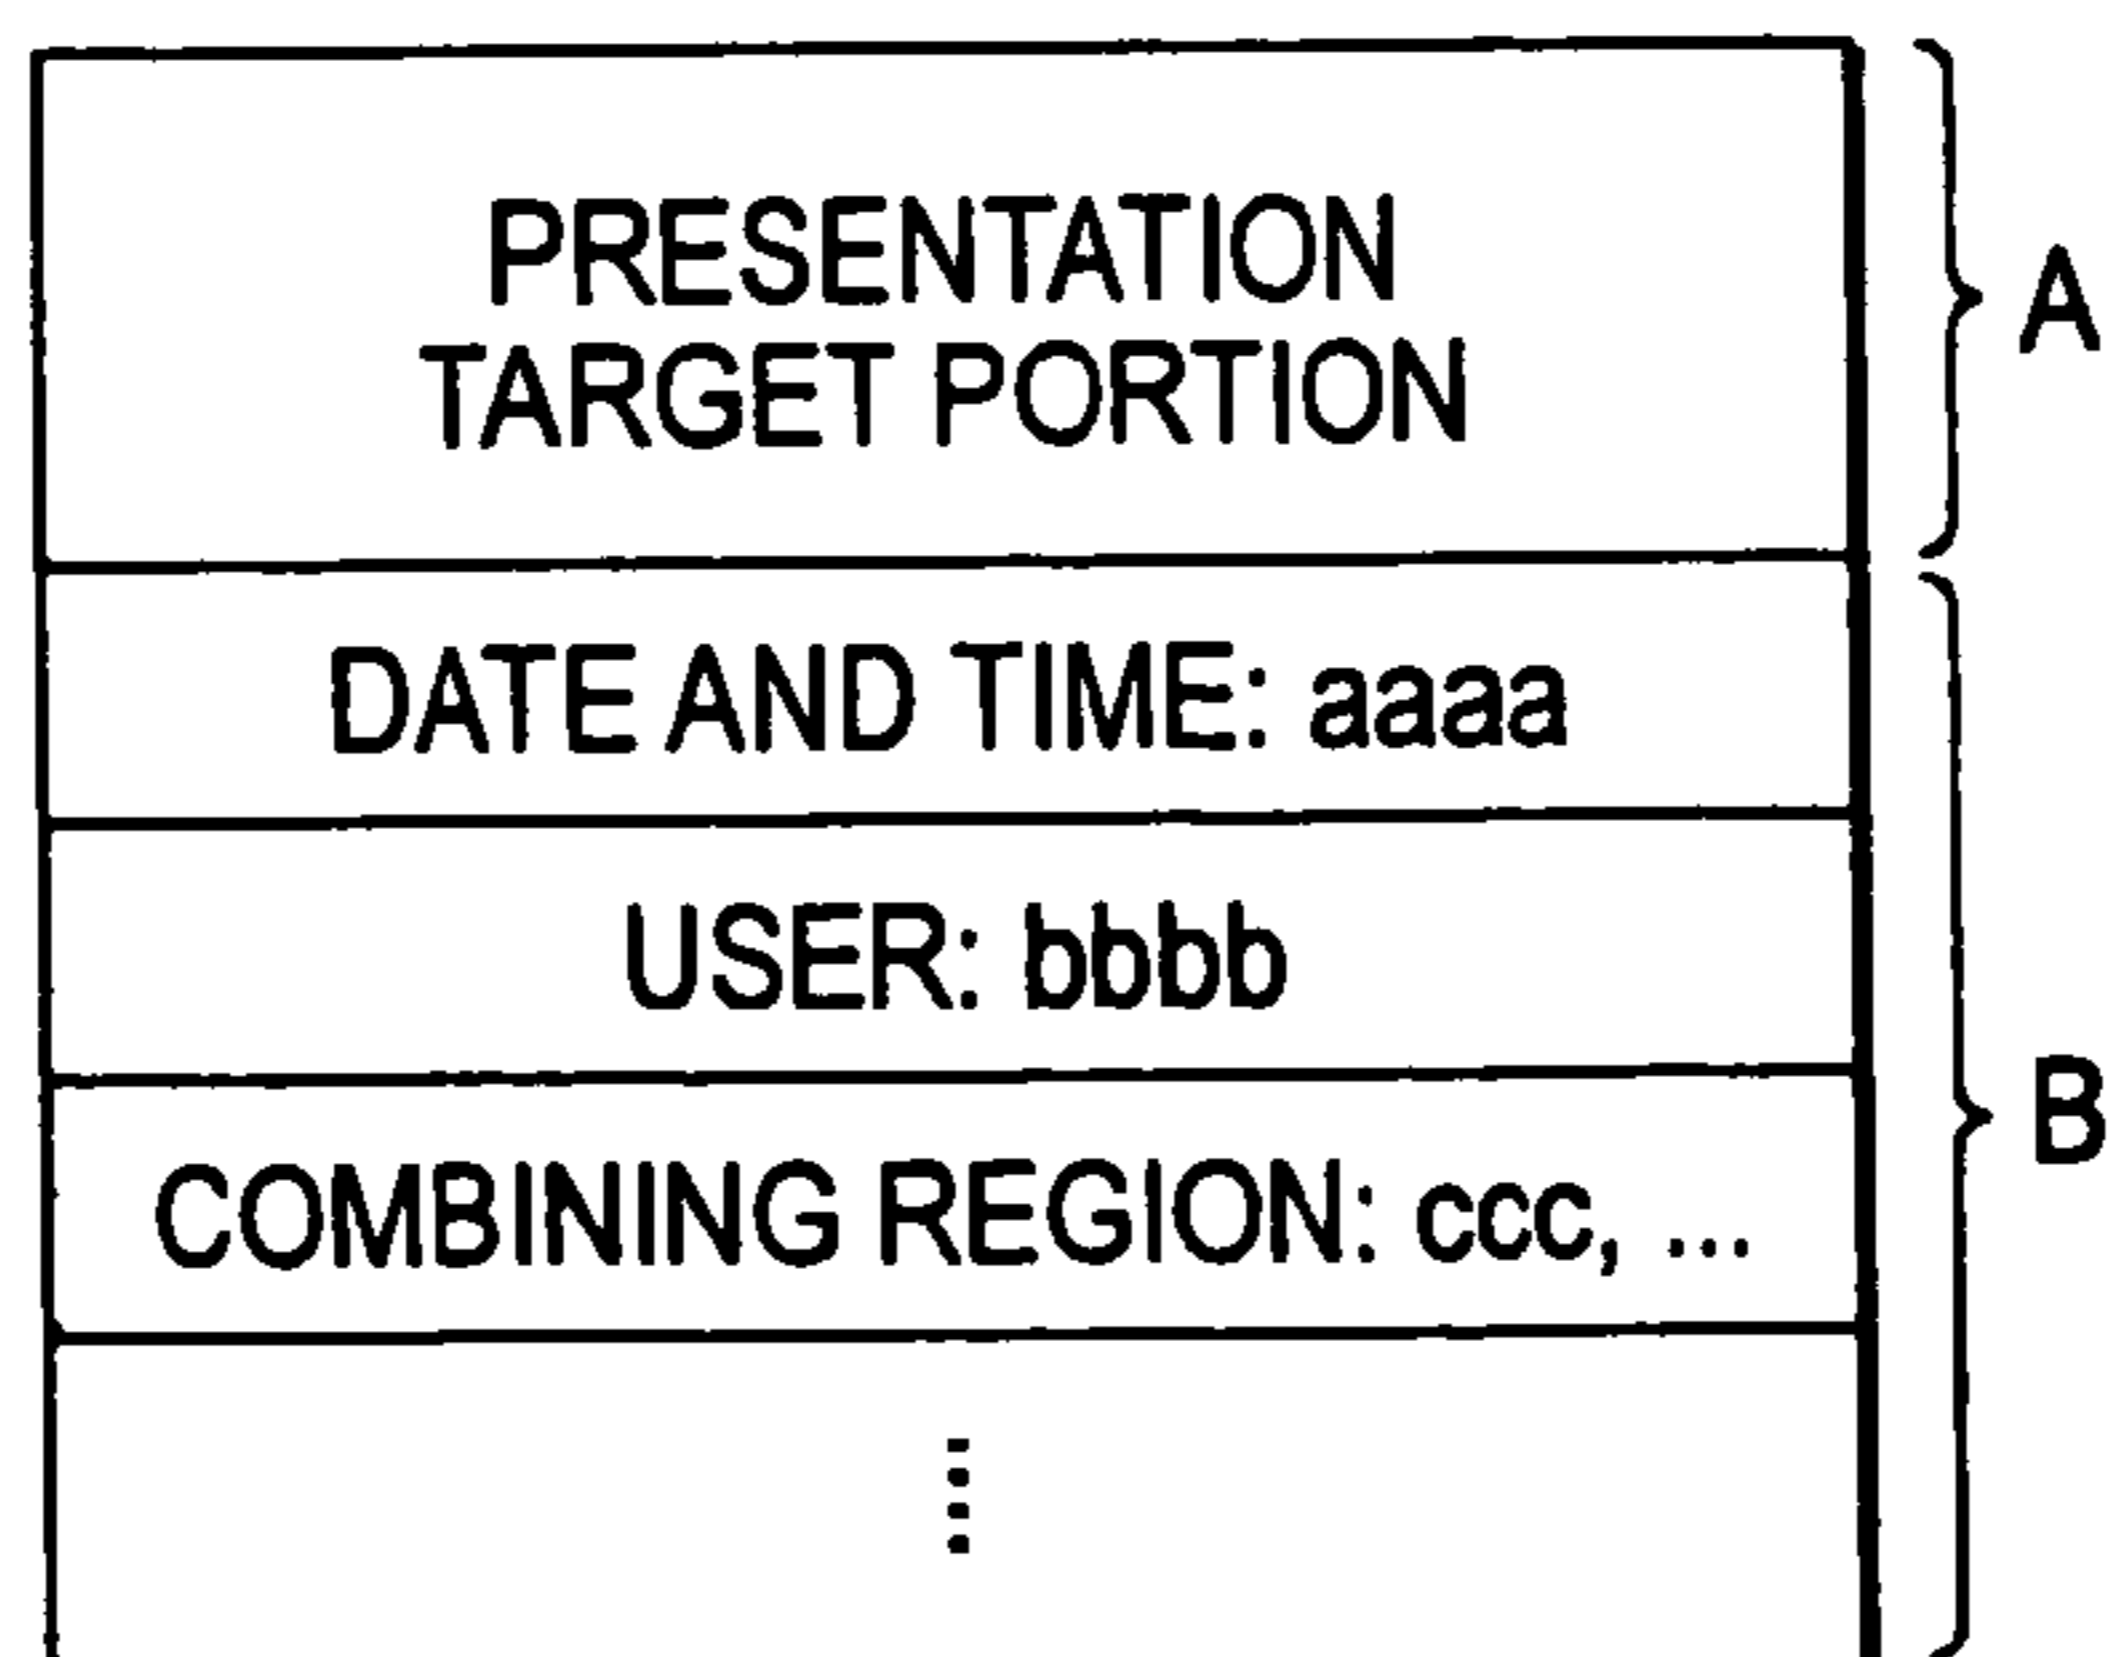 PRESENTATION
TARGET PORTION
A
DATE AND TIME: aaaa
USER: bbbb
B
COMBINING REGION: ccc, ...